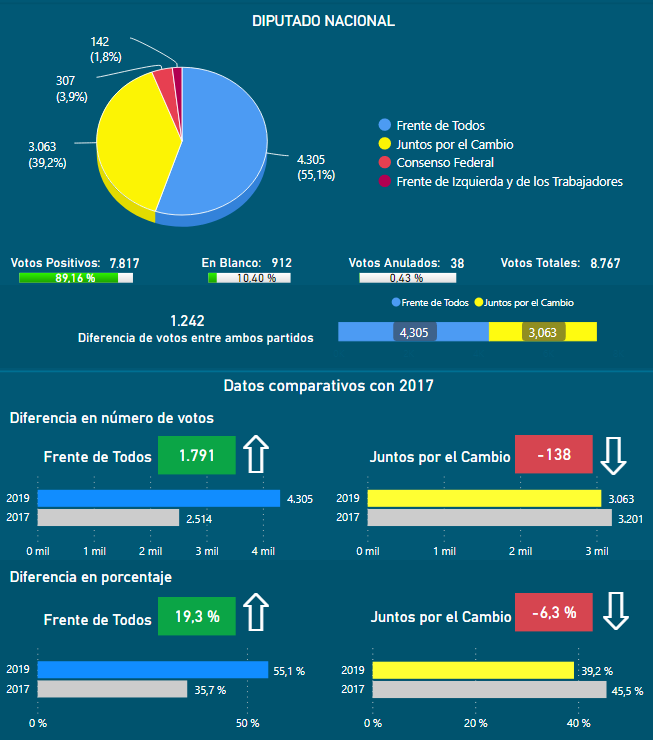 DIPUTADO NACIONAL
142
(1,8%)
307
(3,9%)
3.063
(39,2%)
4.305
(55,1%)
Frente de Todos
Juntos por el Cambio
Consenso Federal
Frente de Izquierda y de los Trabajadores
Votos Positivos: 7.817
89,16 %
En Blanco: 912
10,40 %
Votos Anulados: 38
0,43 %
Votos Totales: 8.767
1.242
Diferencia de votos entre ambos partidos
Frente de Todos Juntos por el Cambio
4,305 3,063
Datos comparativos con 2017
Diferencia en número de votos
Frente de Todos 1.791
2019 4.305
2017 2.514
0 mil 1 mil 2 mil 3 mil 4 mil
Juntos por el Cambio -138
2019 3.063
2017 3.201
0 mil 1 mil 2 mil 3 mil
Diferencia en porcentaje
Frente de Todos 19,3 %
2019 55,1 %
2017 35,7 %
0 % 50 %
Juntos por el Cambio -6,3 %
2019 39,2 %
2017 45,5 %
0 % 20 % 40 %